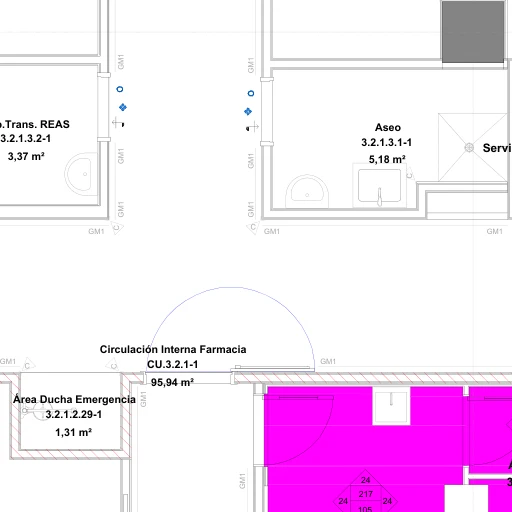 GM1
GM1
o.Trans. REAS
3.2.1.3.2-1
3,37 m²
Aseo
3.2.1.3.1-1
5,18 m²
Servi
GM1
GM1
GM1
GM1
C
C
GM1
GM1
GM1
GM1
Circulación Interna Farmacia
CU.3.2.1-1
95,94 m²
GM1
GM1
C
C
Área Ducha Emergencia
3.2.1.2.29-1
1,31 m²
GM1
GM1
24
24
217
24
105